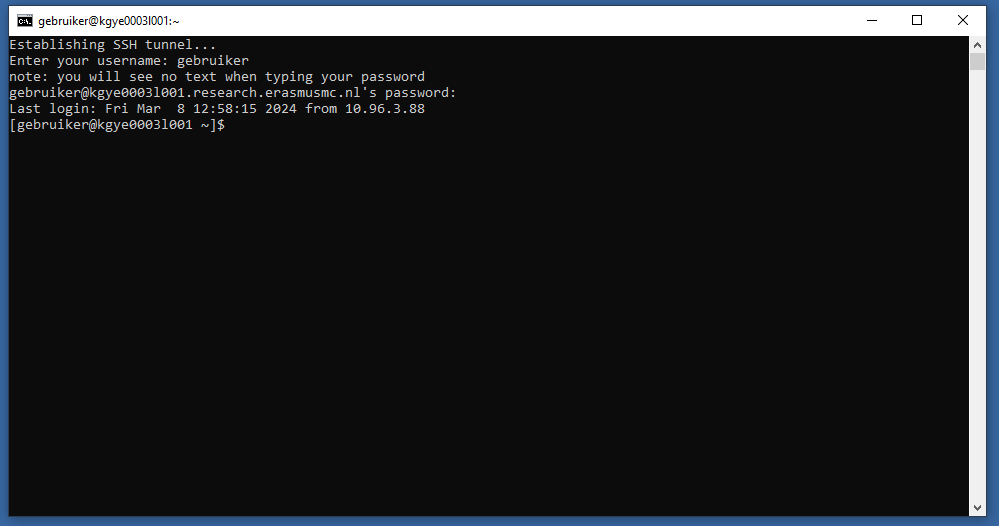 gebruiker@kgye0003l001:~
Establishing SSH tunnel...
Enter your username: gebruiker
note: you will see no text when typing your password
gebruiker@kgye0003l001.research.erasmusmc.nl's password:
Last login: Fri Mar  8 12:58:15 2024 from 10.96.3.88
[gebruiker@kgye0003l001 ~]$